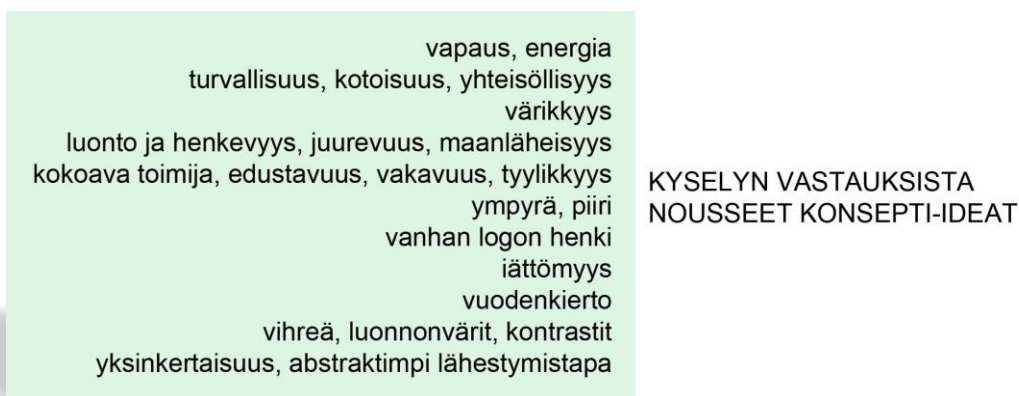 vapaus, energia
turvallisuus, kotoisuus, yhteisöllisyys
värikkyys
luonto ja henkevyys, juurevuus, maanläheisyys
kokoava toimija, edustavuus, vakavuus, tyylikkyys
ympyrä, piiri
vanhan logon henki
iättömyys
vuodenkierto
vihreä, luonnonvärit, kontrastit
yksinkertaisuus, abstraktimpi lähestymistapa
KYSELYN VASTAUKSISTA
NOUSSEET KONSEPTI-IDEAT